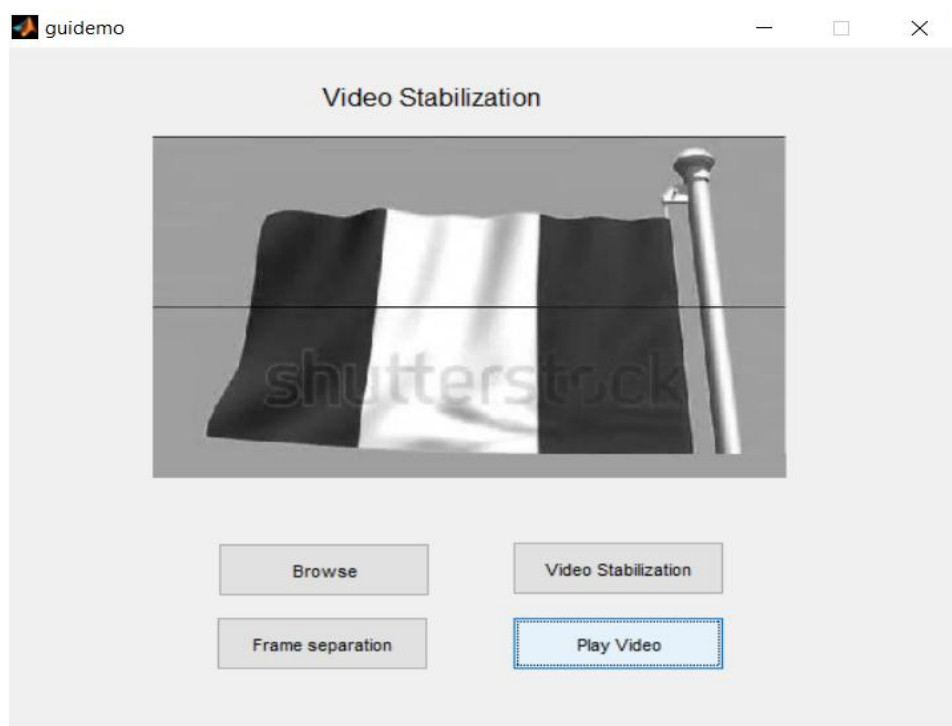 guidemo
Video Stabilization
shutterstock
Browse
Video Stabilization
Frame separation
Play Video